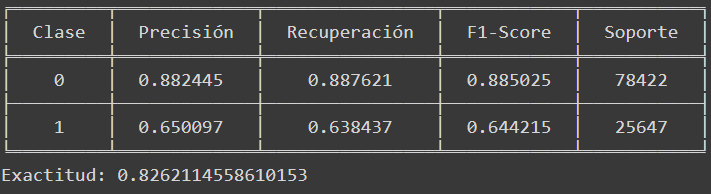 Clase Precisión Recuperación F1-Score Soporte
0 0.882445 0.887621 0.885025 78422
1 0.650097 0.638437 0.644215 25647
Exactitud: 0.8262114558610153